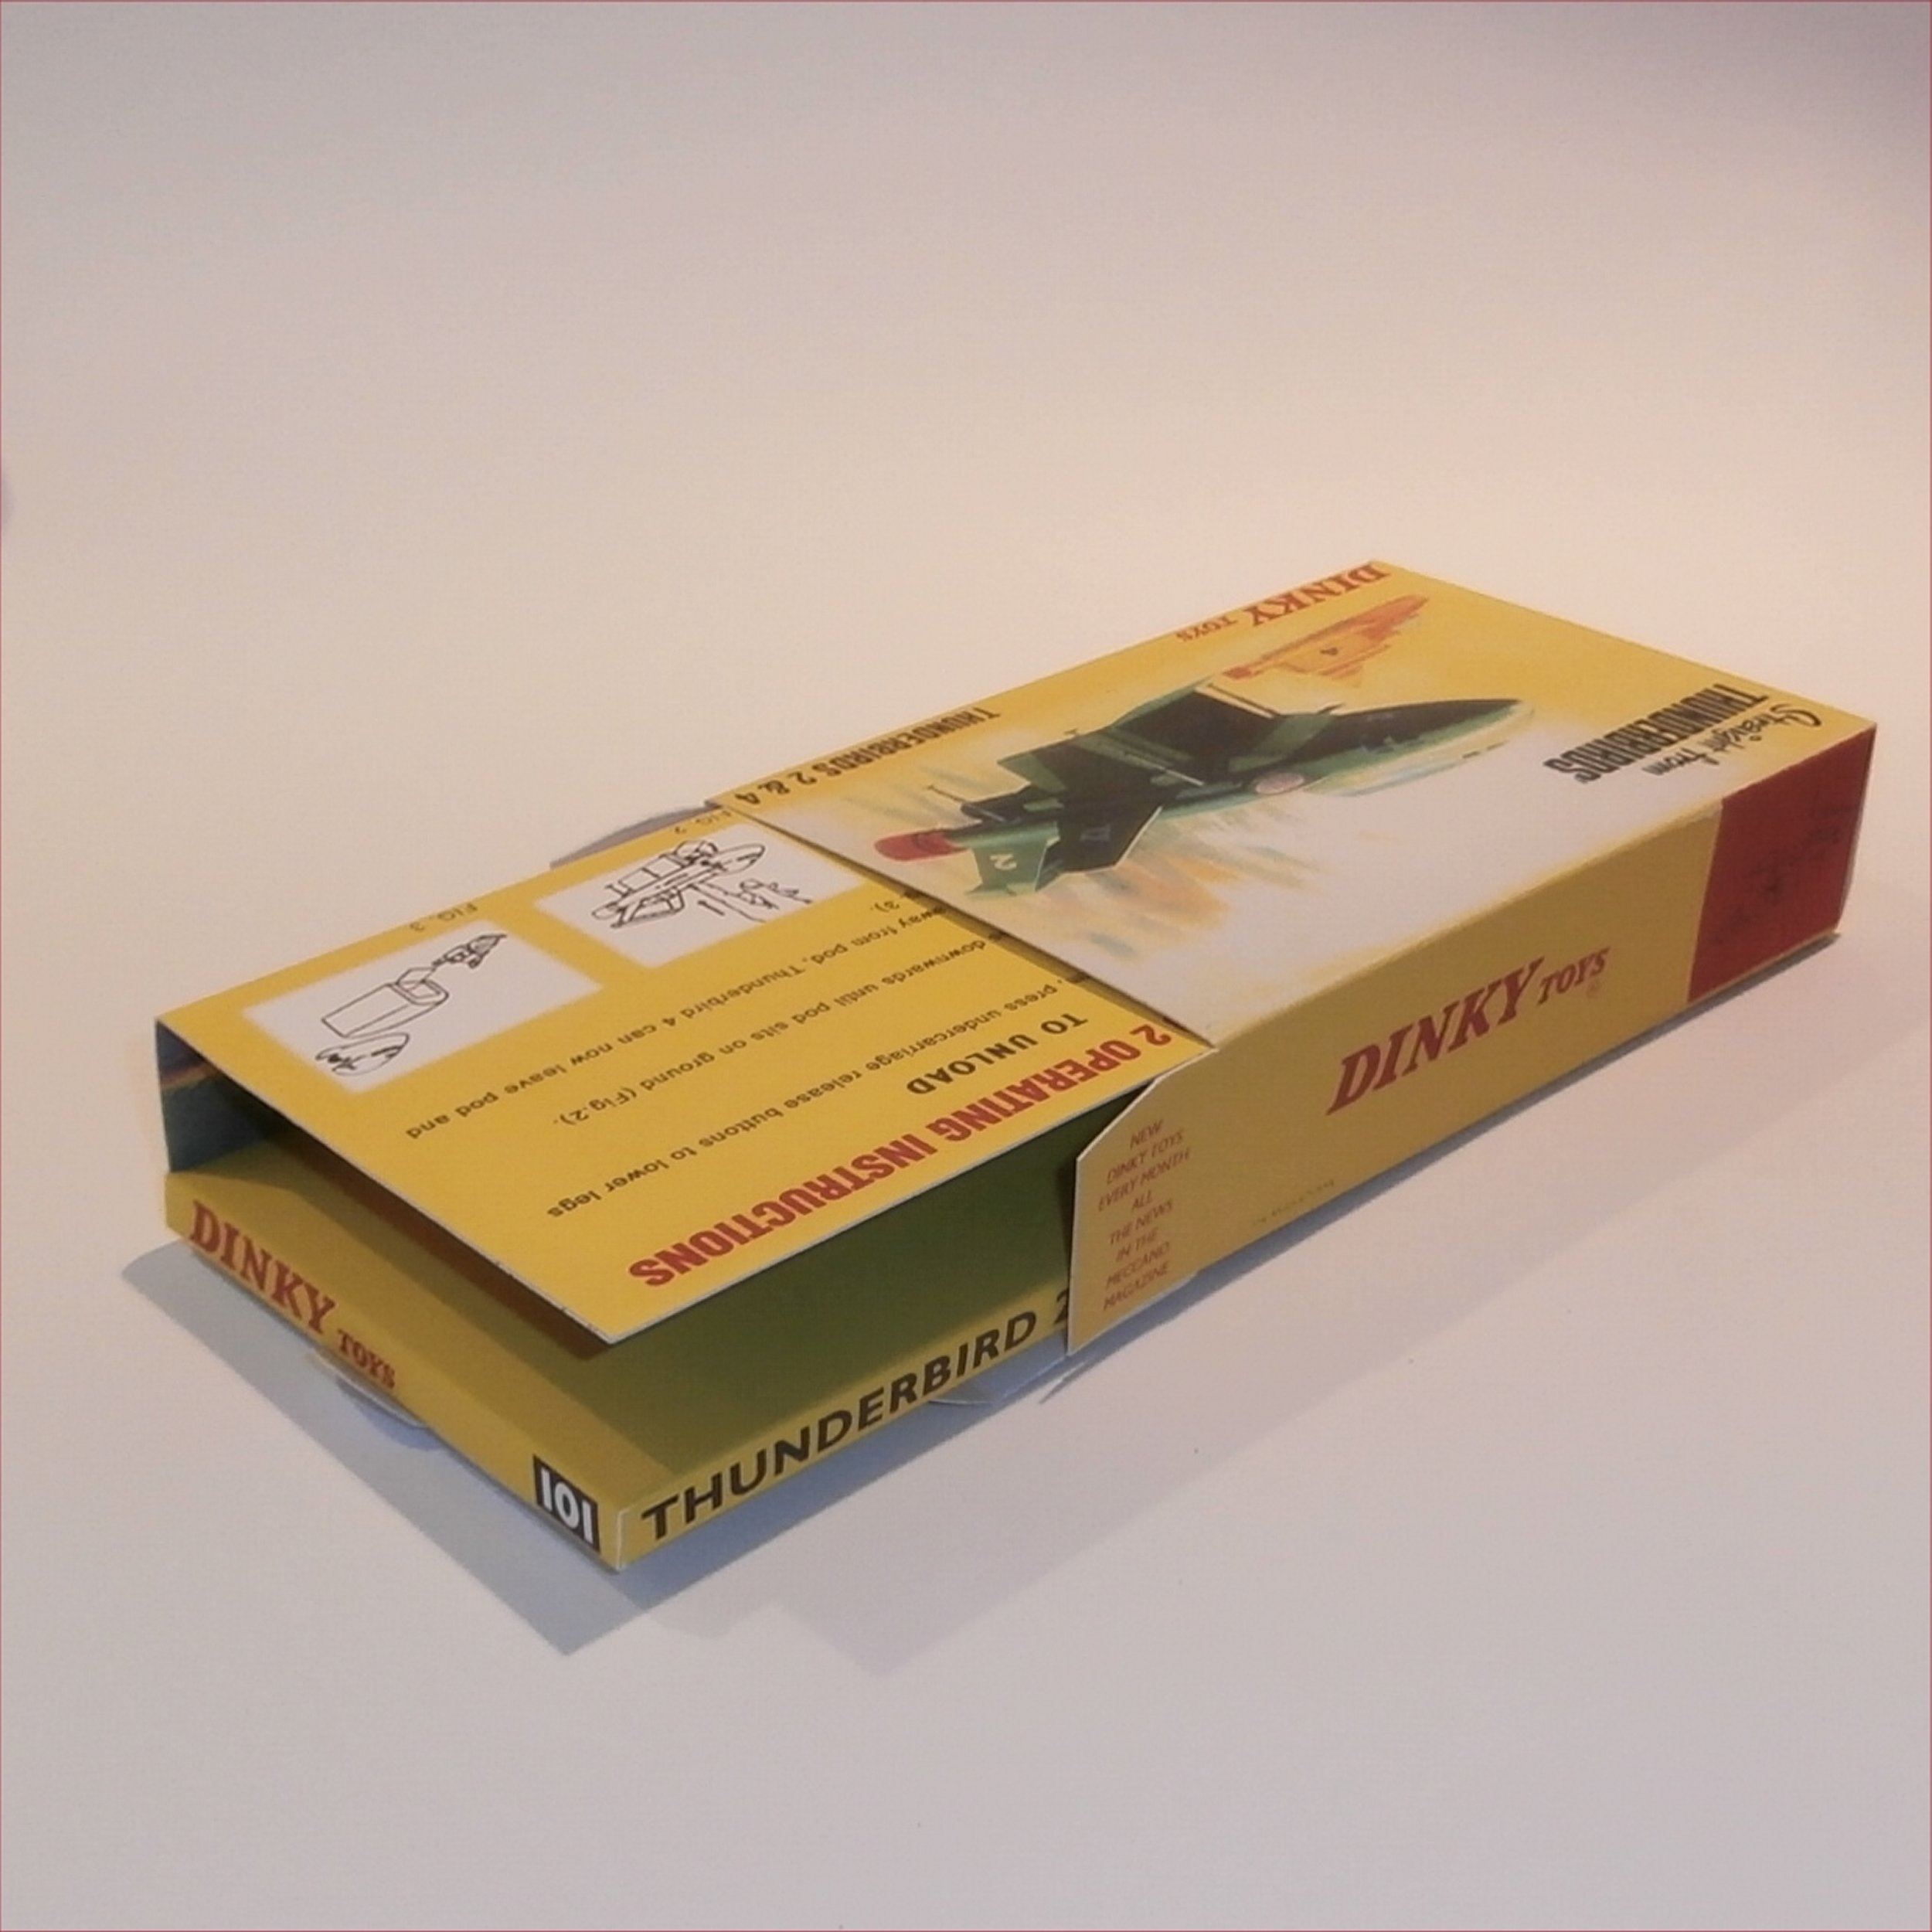 DINKY TOYS
Straight from
THUNDERBIRDS
4
2
THUNDERBIRDS 2 & 4
DINKY TOYS
NEW
DINKY TOYS
EVERY MONTH
ALL
THE NEWS
IN THE
MECCANO
MAGAZINE
2 OPERATING INSTRUCTIONS
TO UNLOAD
press undercarriage release buttons to lower legs
downwards until pod sits on ground (Fig.2).
away from pod. Thunderbird 4 can now leave pod and
3).
FIG. 2
FIG. 3
DINKY TOYS
101
THUNDERBIRD 2